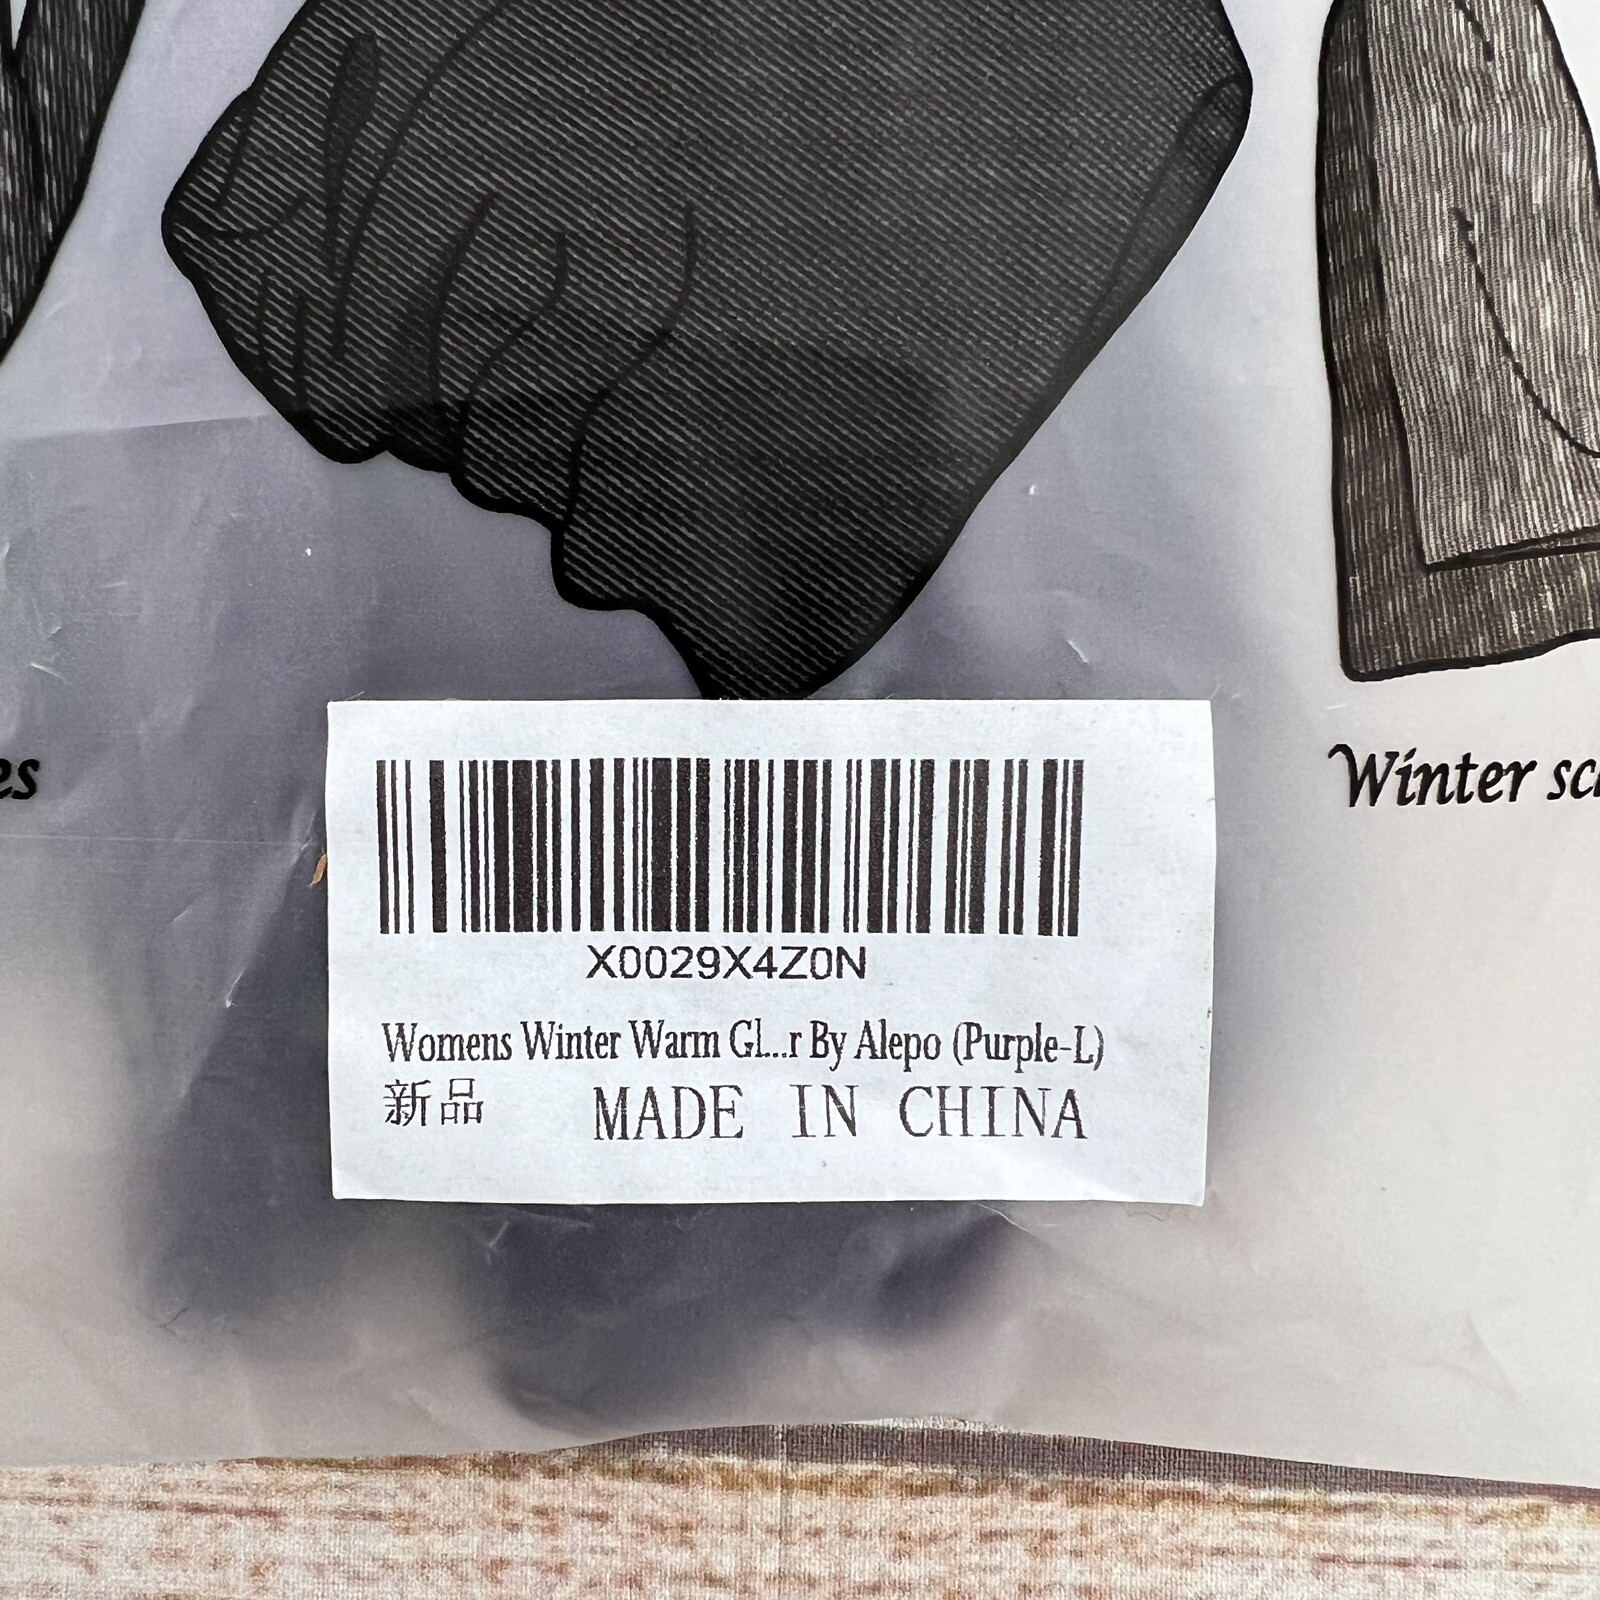 es
Winter sc
X0029X4Z0N
Womens Winter Warm Gl...r By Alepo (Purple-L)
新品 MADE IN CHINA